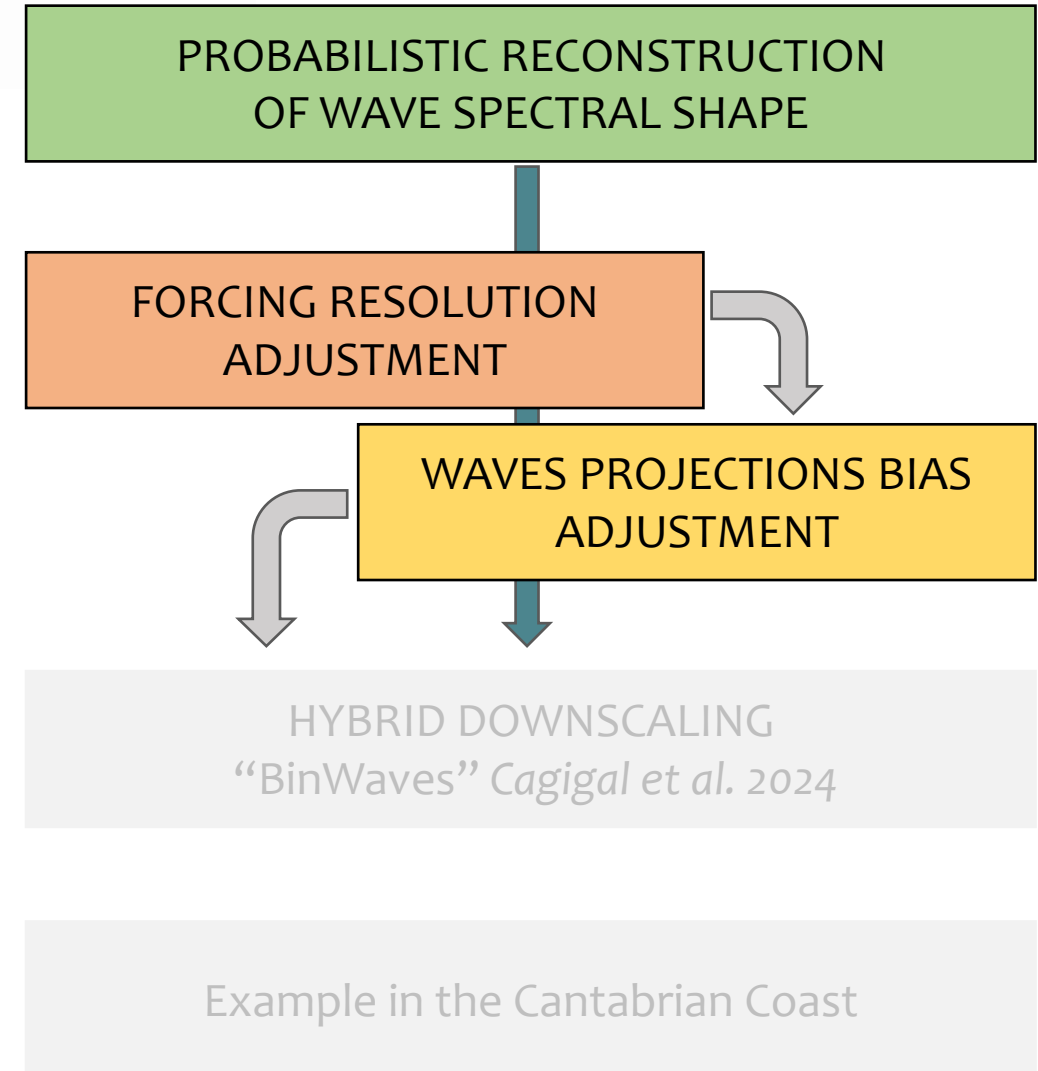 PROBABILISTIC RECONSTRUCTION
OF WAVE SPECTRAL SHAPE
FORCING RESOLUTION
ADJUSTMENT
WAVES PROJECTIONS BIAS
ADJUSTMENT
HYBRID DOWNSCALING
“BinWaves” Cagigal et al. 2024
Example in the Cantabrian Coast